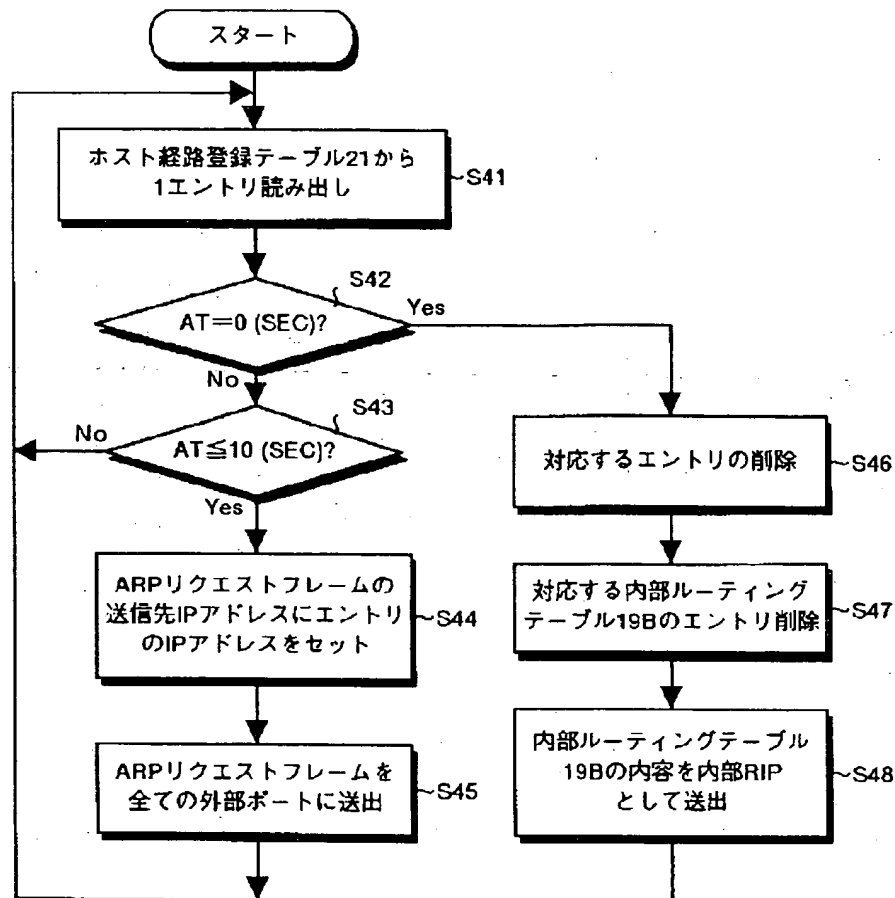 スタート
ホスト経路登録テーブル21から
1エントリ読み出し
S41
S42
AT=0 (SEC)?
Yes
No
S43
AT≦10 (SEC)?
No
Yes
ARPリクエストフレームの
送信先IPアドレスにエントリ
のIPアドレスをセット
S44
ARPリクエストフレームを
全ての外部ポートに送出
S45
対応するエントリの削除
S46
対応する内部ルーティング
テーブル19Bのエントリ削除
S47
内部ルーティングテーブル
19Bの内容を内部RIP
として送出
S48